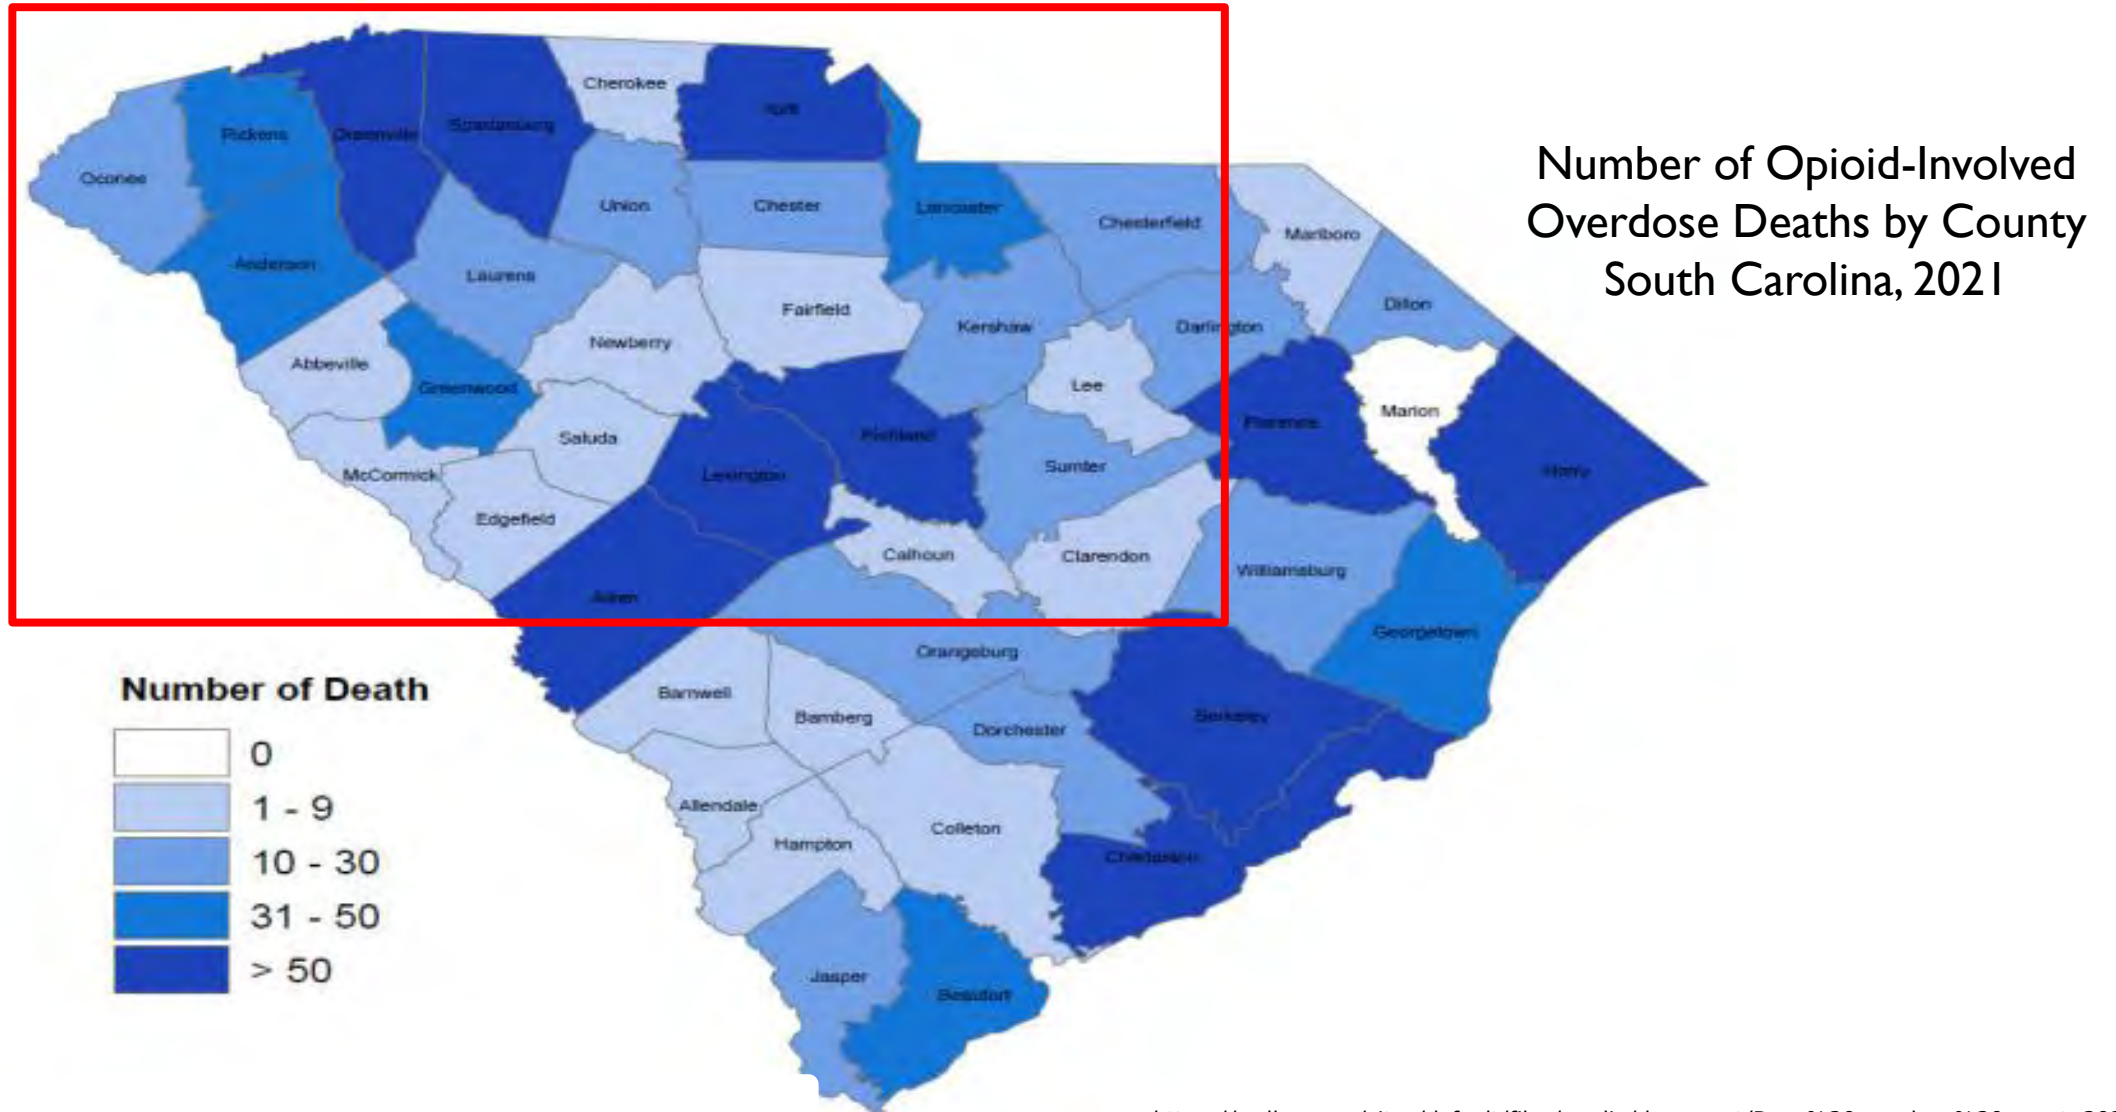 Number of Opioid-Involved
Overdose Deaths by County
South Carolina, 2021
Cherokee
York
Pickens
Greenville
Spartanburg
Oconee
Union
Chester
Lancaster
Chesterfield
Marlboro
Anderson
Laurens
Fairfield
Kershaw
Darlington
Dillon
Newberry
Abbeville
Greenwood
Lee
Marion
Saluda
Richland
Florence
McCormick
Lexington
Sumter
Horry
Edgefield
Calhoun
Clarendon
Williamsburg
Aiken
Georgetown
Orangeburg
Barnwell
Bamberg
Dorchester
Berkeley
Allendale
Hampton
Colleton
Charleston
Jasper
Beaufort
Number of Death
0
1 - 9
10 - 30
31 - 50
> 50